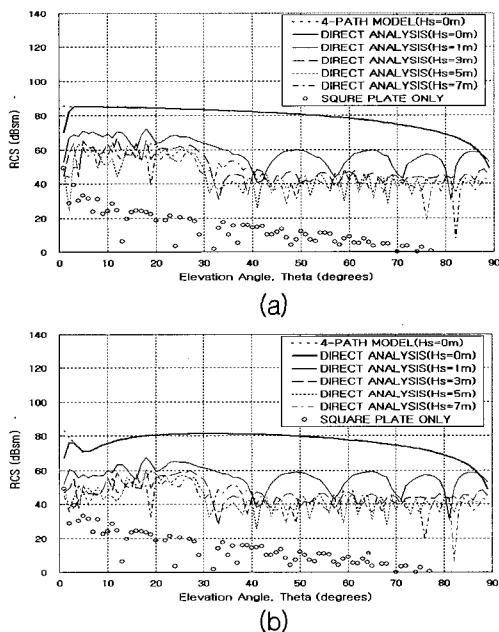 140
120
100
80
60
40
20
0
RCS (dBsm)
4-PATH MODEL(Hs=0m)
DIRECT ANALYSIS(Hs=0m)
DIRECT ANALYSIS(Hs=1m)
DIRECT ANALYSIS(Hs=3m)
DIRECT ANALYSIS(Hs=5m)
DIRECT ANALYSIS(Hs=7m)
SQURE PLATE ONLY
0 10 20 30 40 50 60 70 80 90
Elevation Angle, Theta (degrees)
(a)
140
120
100
80
60
40
20
0
RCS (dBsm)
4-PATH MODEL(Hs=0m)
DIRECT ANALYSIS(Hs=0m)
DIRECT ANALYSIS(Hs=1m)
DIRECT ANALYSIS(Hs=3m)
DIRECT ANALYSIS(Hs=5m)
DIRECT ANALYSIS(Hs=7m)
SQUARE PLATE ONLY
0 10 20 30 40 50 60 70 80 90
Elevation Angle, Theta (degrees)
(b)